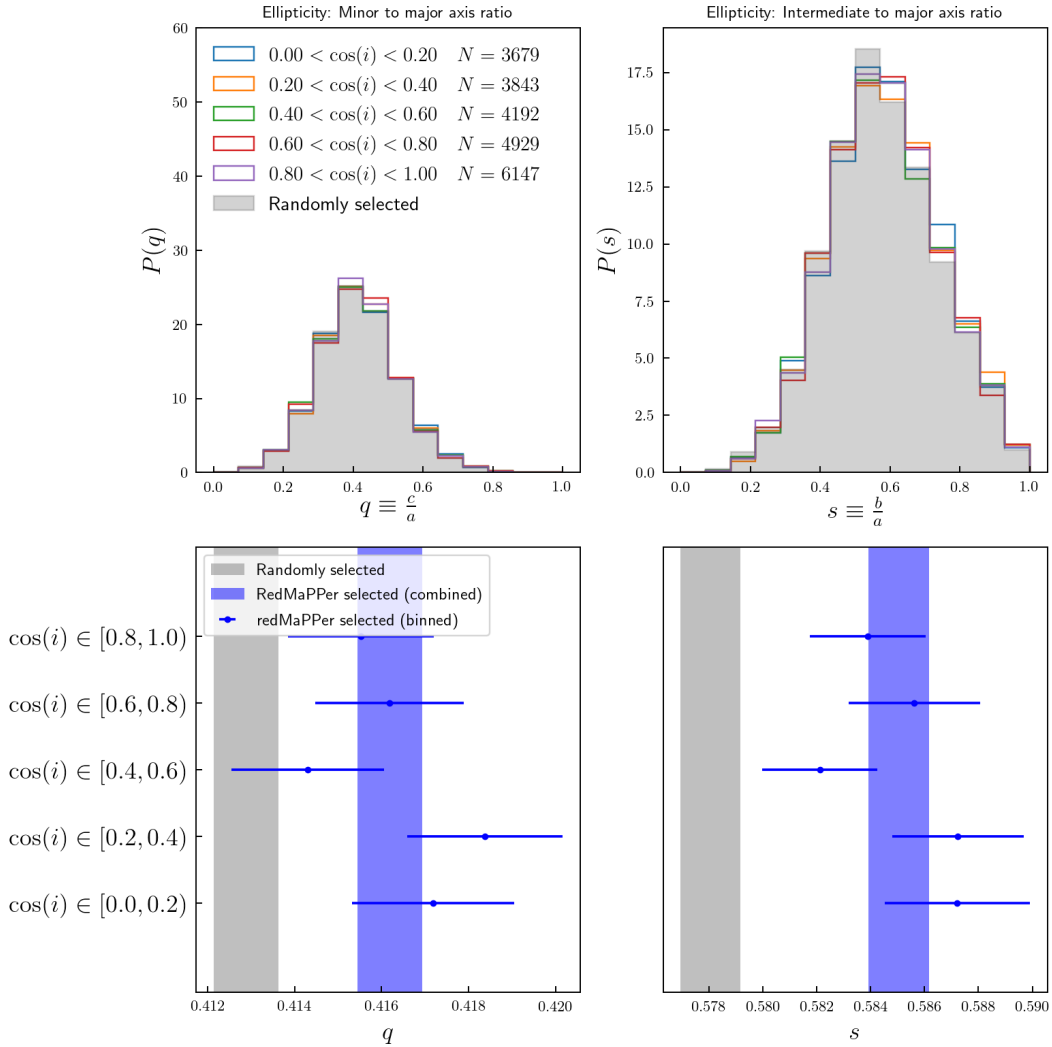 Ellipticity: Minor to major axis ratio
60
50
40
30
20
10
0
P(q)
0.00 < cos(i) < 0.20 N = 3679
0.20 < cos(i) < 0.40 N = 3843
0.40 < cos(i) < 0.60 N = 4192
0.60 < cos(i) < 0.80 N = 4929
0.80 < cos(i) < 1.00 N = 6147
Randomly selected
0.0 0.2 0.4 0.6 0.8 1.0
q ≡ c/a
Ellipticity: Intermediate to major axis ratio
17.5
15.0
12.5
10.0
7.5
5.0
2.5
0.0
P(s)
0.0 0.2 0.4 0.6 0.8 1.0
s ≡ b/a
Randomly selected
RedMaPPer selected (combined)
redMaPPer selected (binned)
cos(i) ∈ [0.8, 1.0)
cos(i) ∈ [0.6, 0.8)
cos(i) ∈ [0.4, 0.6)
cos(i) ∈ [0.2, 0.4)
cos(i) ∈ [0.0, 0.2)
0.412 0.414 0.416 0.418 0.420
q
0.578 0.580 0.582 0.584 0.586 0.588 0.590
s